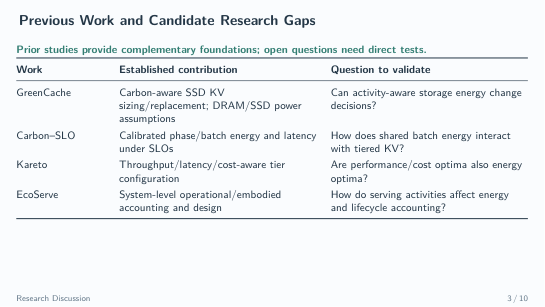 Previous Work and Candidate Research Gaps
Prior studies provide complementary foundations; open questions need direct tests.
Work Established contribution Question to validate
GreenCache Carbon-aware SSD KV Can activity-aware storage energy change
sizing/replacement; DRAM/SSD power decisions?
assumptions
Carbon–SLO Calibrated phase/batch energy and latency How does shared batch energy interact
under SLOs with tiered KV?
Kareto Throughput/latency/cost-aware tier Are performance/cost optima also energy
configuration optima?
EcoServe System-level operational/embodied How do serving activities affect energy
accounting and design and lifecycle accounting?
Research Discussion 3 / 10